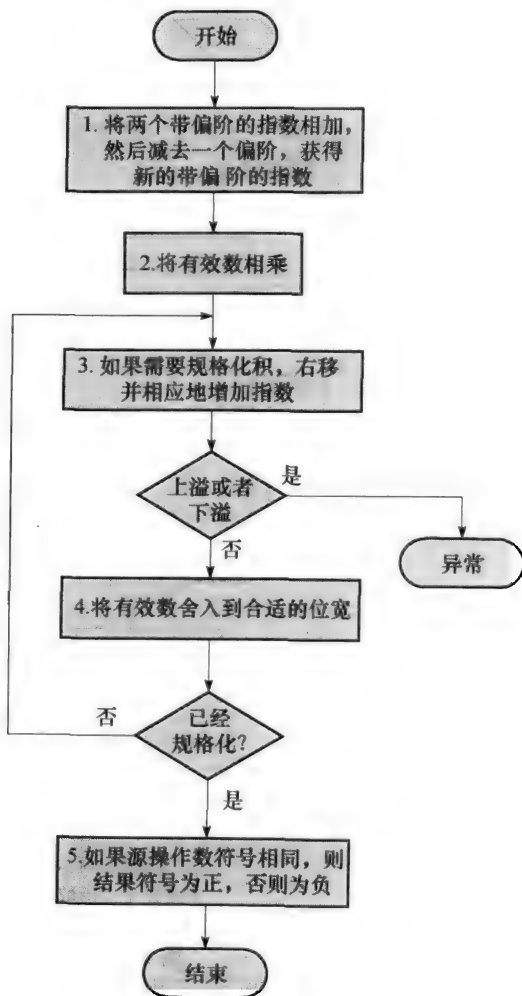 开始
1. 将两个带偏阶的指数相加，
然后减去一个偏阶，获得
新的带偏阶的指数
2.将有效数相乘
3. 如果需要规格化积，右移
并相应地增加指数
上溢或者
下溢
是
否
异常
4.将有效数舍入到合适的位宽
否
已经
规格化?
是
5.如果源操作数符号相同，则
结果符号为正，否则为负
结束